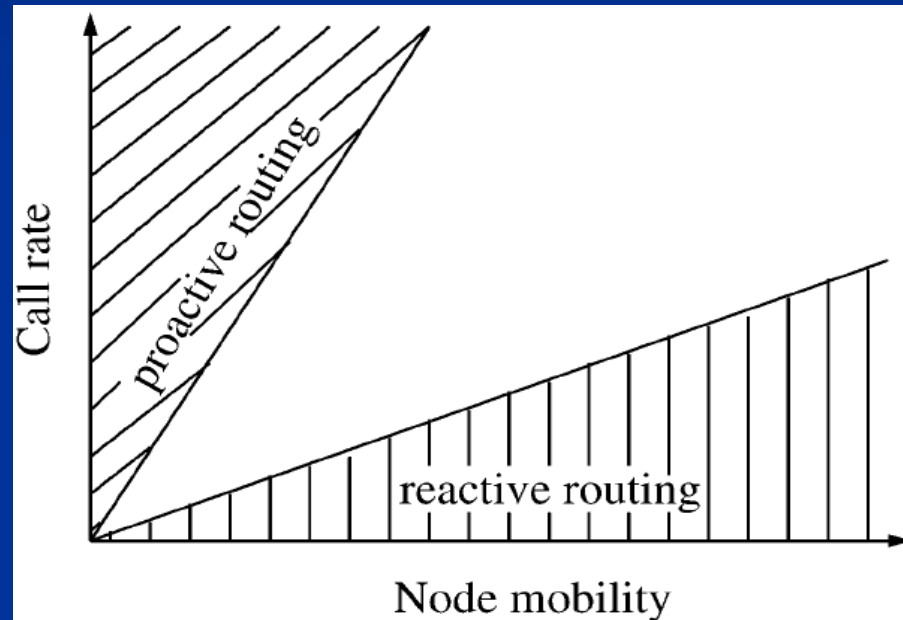 Call rate
proactive routing
reactive routing
Node mobility